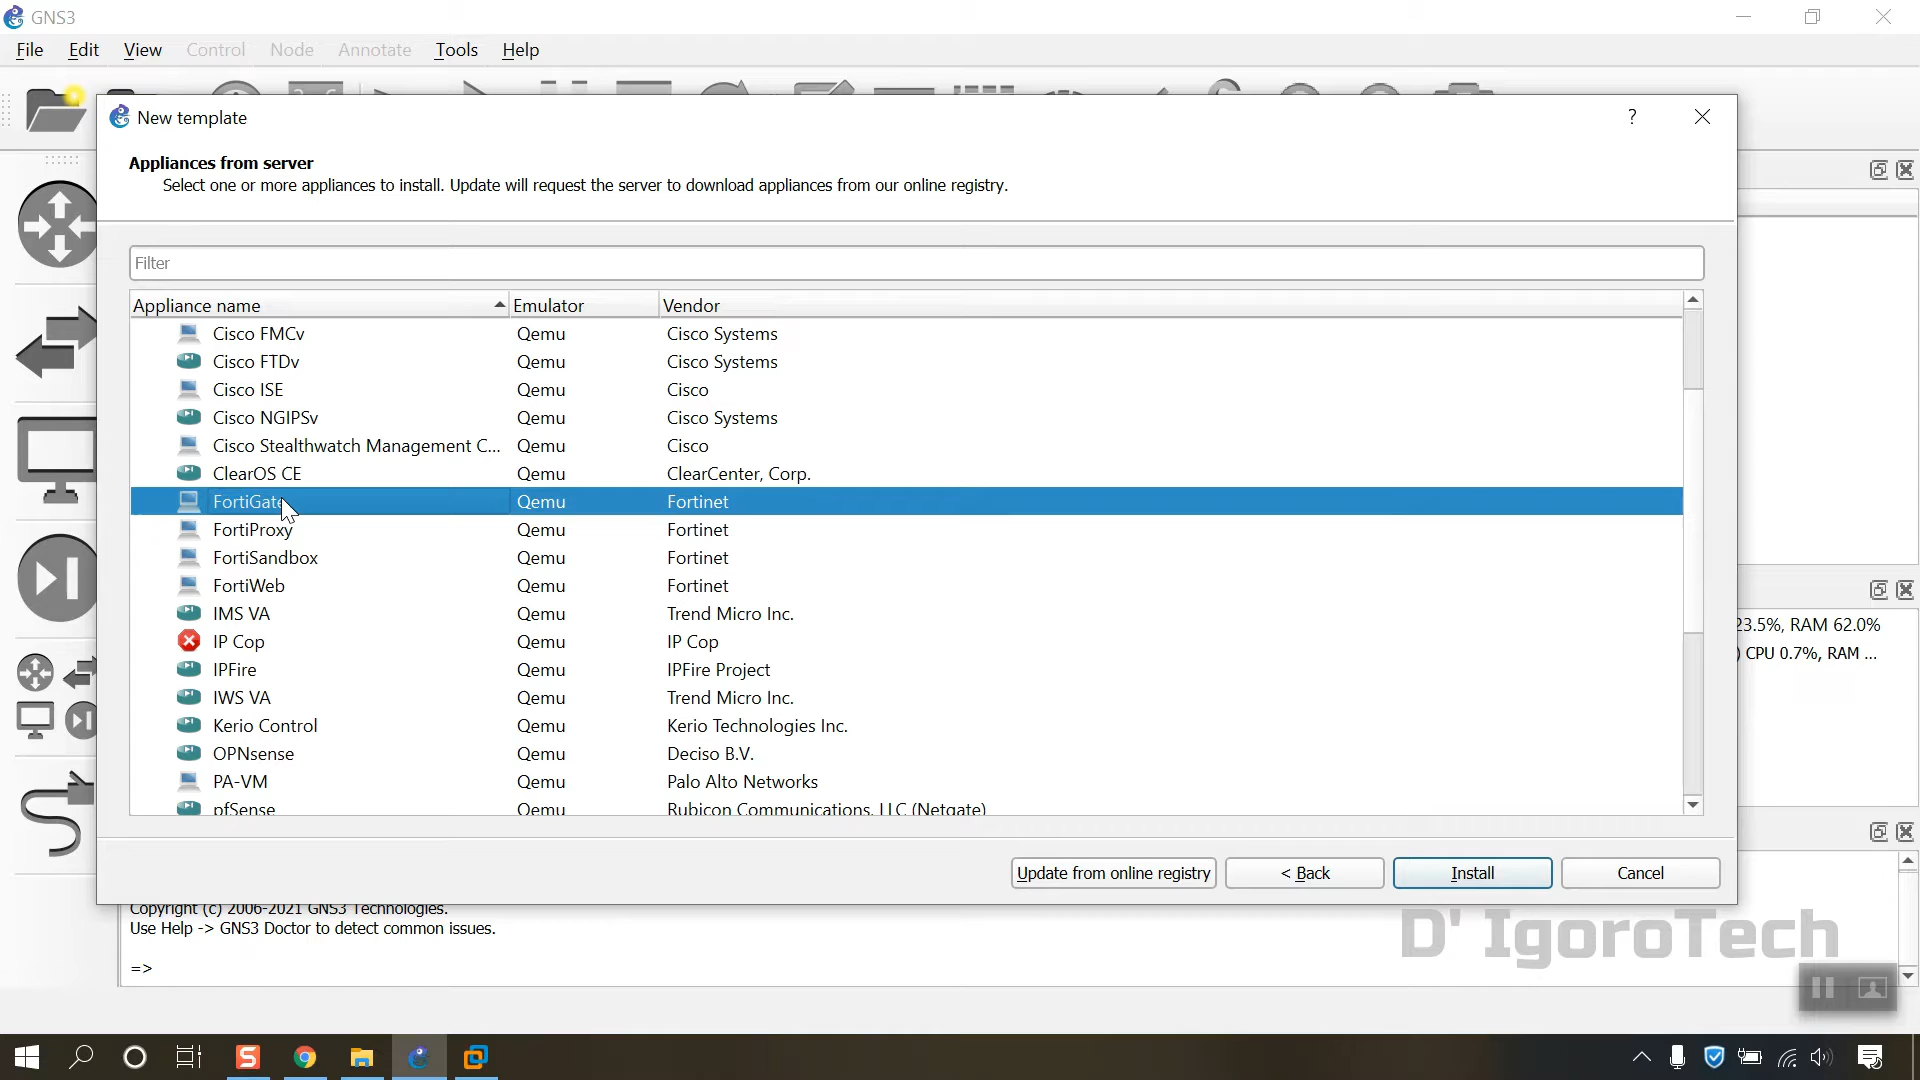 GNS3
File Edit View Control Node Annotate Tools Help
New template
?
Appliances from server
Select one or more appliances to install. Update will request the server to download appliances from our online registry.
Filter
Appliance name Emulator Vendor
Cisco FMCv Qemu Cisco Systems
Cisco FTDv Qemu Cisco Systems
Cisco ISE Qemu Cisco
Cisco NGIPSv Qemu Cisco Systems
Cisco Stealthwatch Management C... Qemu Cisco
ClearOS CE Qemu ClearCenter, Corp.
FortiGate Qemu Fortinet
FortiProxy Qemu Fortinet
FortiSandbox Qemu Fortinet
FortiWeb Qemu Fortinet
IMS VA Qemu Trend Micro Inc.
IP Cop Qemu IP Cop
IPFire Qemu IPFire Project
IWS VA Qemu Trend Micro Inc.
Kerio Control Qemu Kerio Technologies Inc.
OPNsense Qemu Deciso B.V.
PA-VM Qemu Palo Alto Networks
pfSense Qemu Rubicon Communications, LLC (Netgate)
23.5%, RAM 62.0%
) CPU 0.7%, RAM ...
Update from online registry < Back Install Cancel
Copyright (c) 2006-2021 GNS3 Technologies.
Use Help -> GNS3 Doctor to detect common issues.
=>
D' IgoroTech